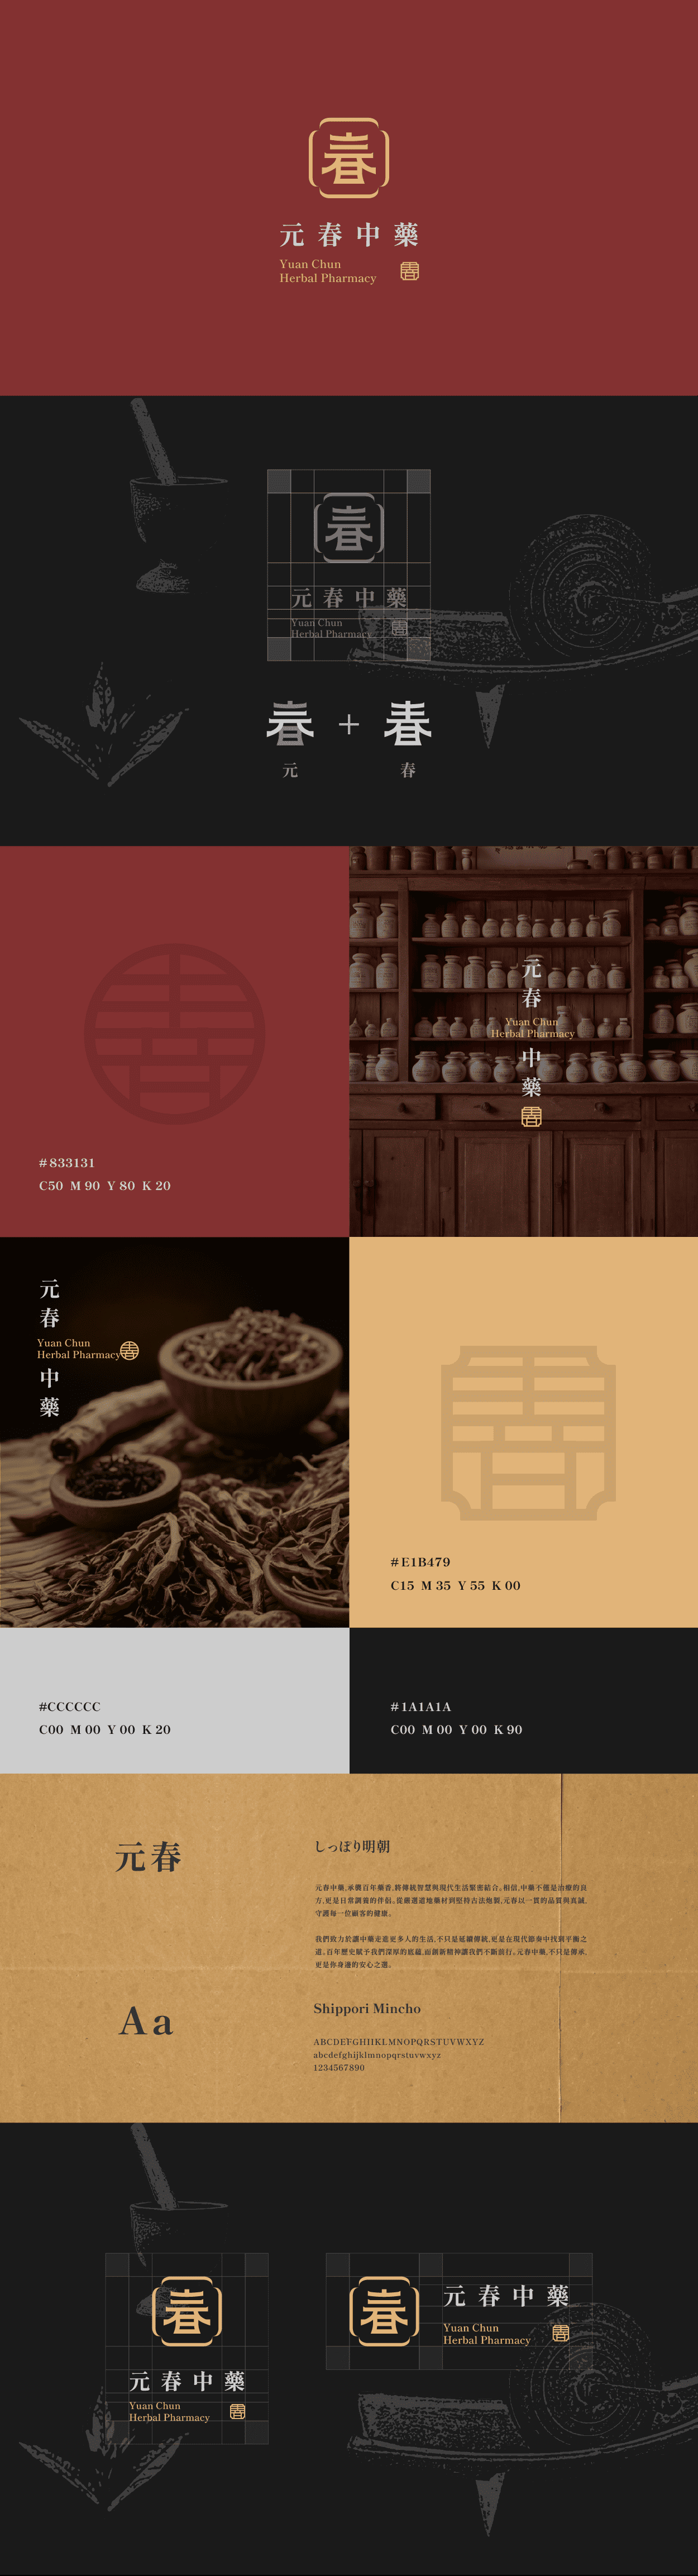 春
元春中藥
Yuan Chun
Herbal Pharmacy
春
元春中藥
Yuan Chun
Herbal Pharmacy
春 + 春
元 春
#833131
C50 M 90 Y 80 K 20
元
春
Yuan Chun
Herbal Pharmacy
中
藥
元
春
Yuan Chun
Herbal Pharmacy
中
藥
#E1B479
C15 M 35 Y 55 K 00
#CCCCCC
C00 M 00 Y 00 K 20
#1A1A1A
C00 M 00 Y 00 K 90
元春
しっぽり明朝
元春中藥,承襲百年藥香,將傳統智慧與現代生活緊密結合。相信,中藥不僅是治療的良
方,更是日常調養的伴侶。從嚴選道地藥材到堅持古法炮製,元春以一貫的品質與真誠,
守護每一位顧客的健康。
我們致力於讓中藥走進更多人的生活,不只是延續傳統,更是在現代節奏中找到平衡之
道。百年歷史賦予我們深厚的底蘊,而創新精神讓我們不斷前行。元春中藥,不只是傳承,
更是你身邊的安心之選。
Aa
Shippori Mincho
ABCDEFGHIIKLMNOPQRSTUVWXYZ
abcdefghijklmnopqrstuvwxyz
1234567890
春
元春中藥
Yuan Chun
Herbal Pharmacy
春
元春中藥
Yuan Chun
Herbal Pharmacy